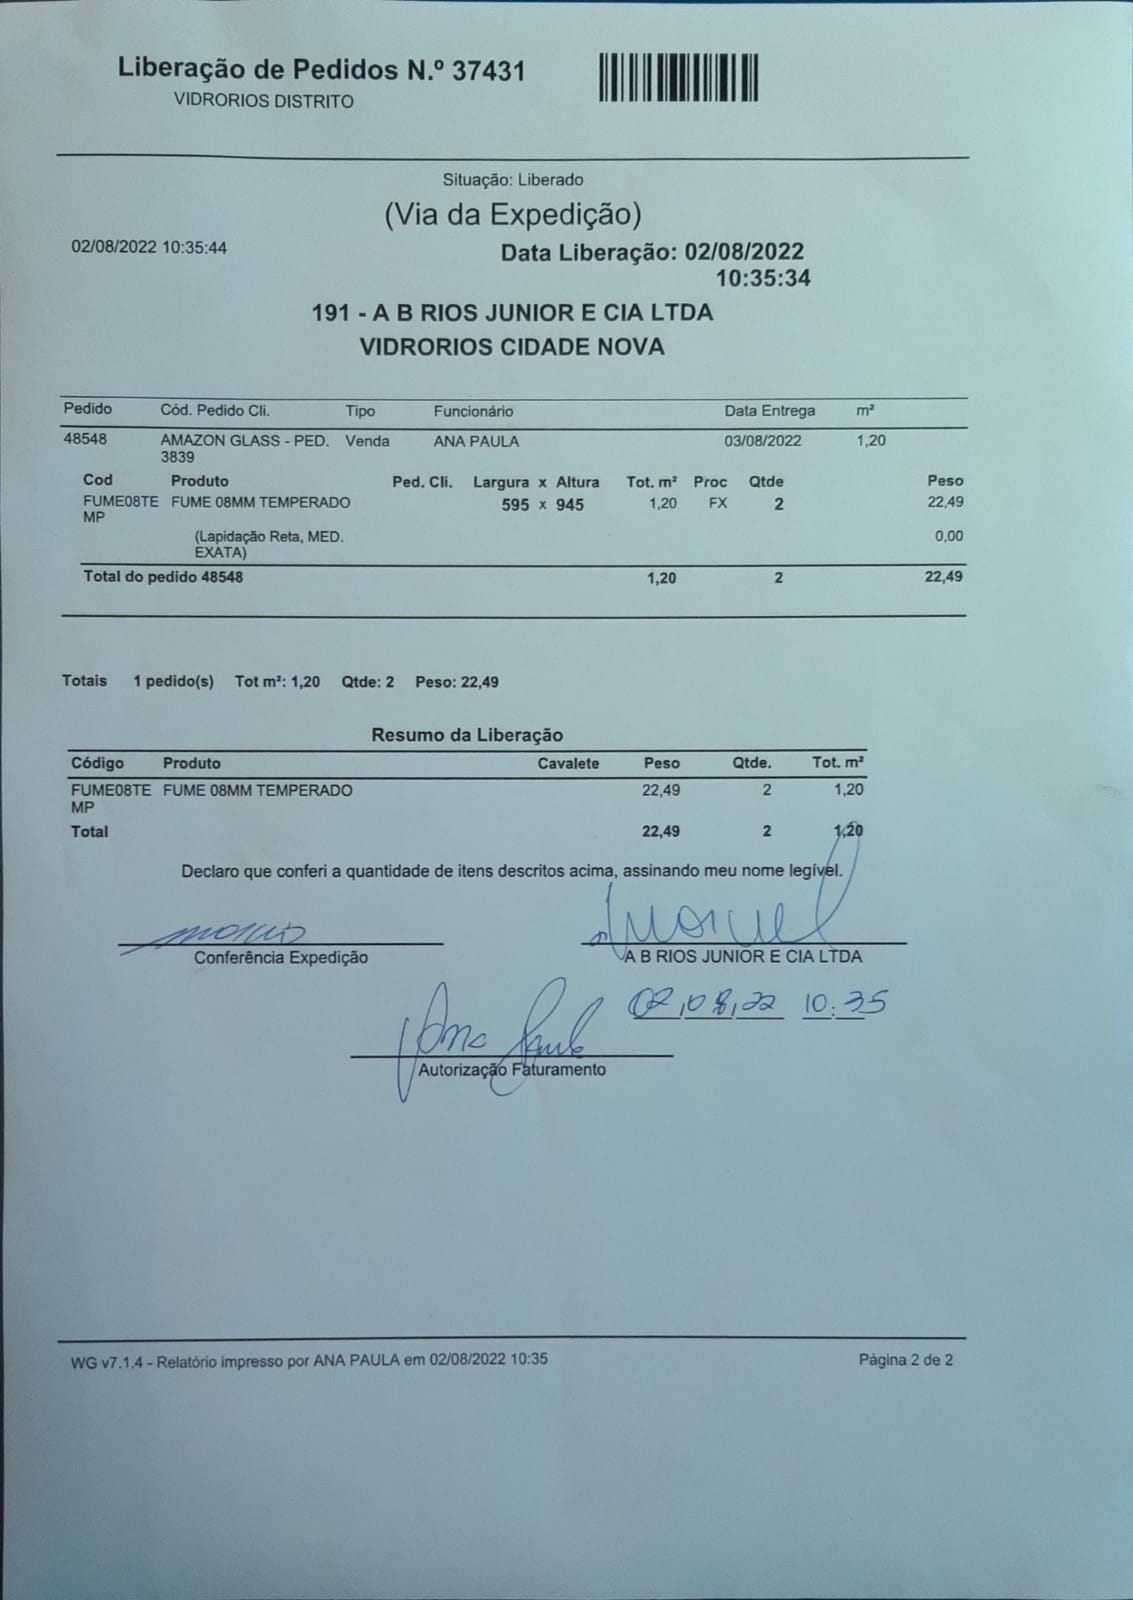 Liberação de Pedidos N.º 37431
VIDRORIOS DISTRITO
Situação: Liberado
(Via da Expedição)
02/08/2022 10:35:44
Data Liberação: 02/08/2022
10:35:34
191 - A B RIOS JUNIOR E CIA LTDA
VIDRORIOS CIDADE NOVA
Pedido Cód. Pedido Cli. Tipo Funcionário Data Entrega m²
48548 AMAZON GLASS - PED. Venda ANA PAULA 03/08/2022 1,20
3839
Cod Produto Ped. Cli. Largura x Altura Tot. m² Proc Qtde Peso
FUME08TE FUME 08MM TEMPERADO 595 x 945 1,20 FX 2 22,49
MP
(Lapidação Reta, MED. 0,00
EXATA)
Total do pedido 48548 1,20 2 22,49
Totais 1 pedido(s) Tot m²: 1,20 Qtde: 2 Peso: 22,49
Resumo da Liberação
Código Produto Cavalete Peso Qtde. Tot. m²
FUME08TE FUME 08MM TEMPERADO 22,49 2 1,20
MP
Total 22,49 2 1,20
Declaro que conferi a quantidade de itens descritos acima, assinando meu nome legível.
Conferência Expedição
A B RIOS JUNIOR E CIA LTDA
02,08,22 10:35
Ana Paula
Autorização Faturamento
WG v7.1.4 - Relatório impresso por ANA PAULA em 02/08/2022 10:35
Página 2 de 2